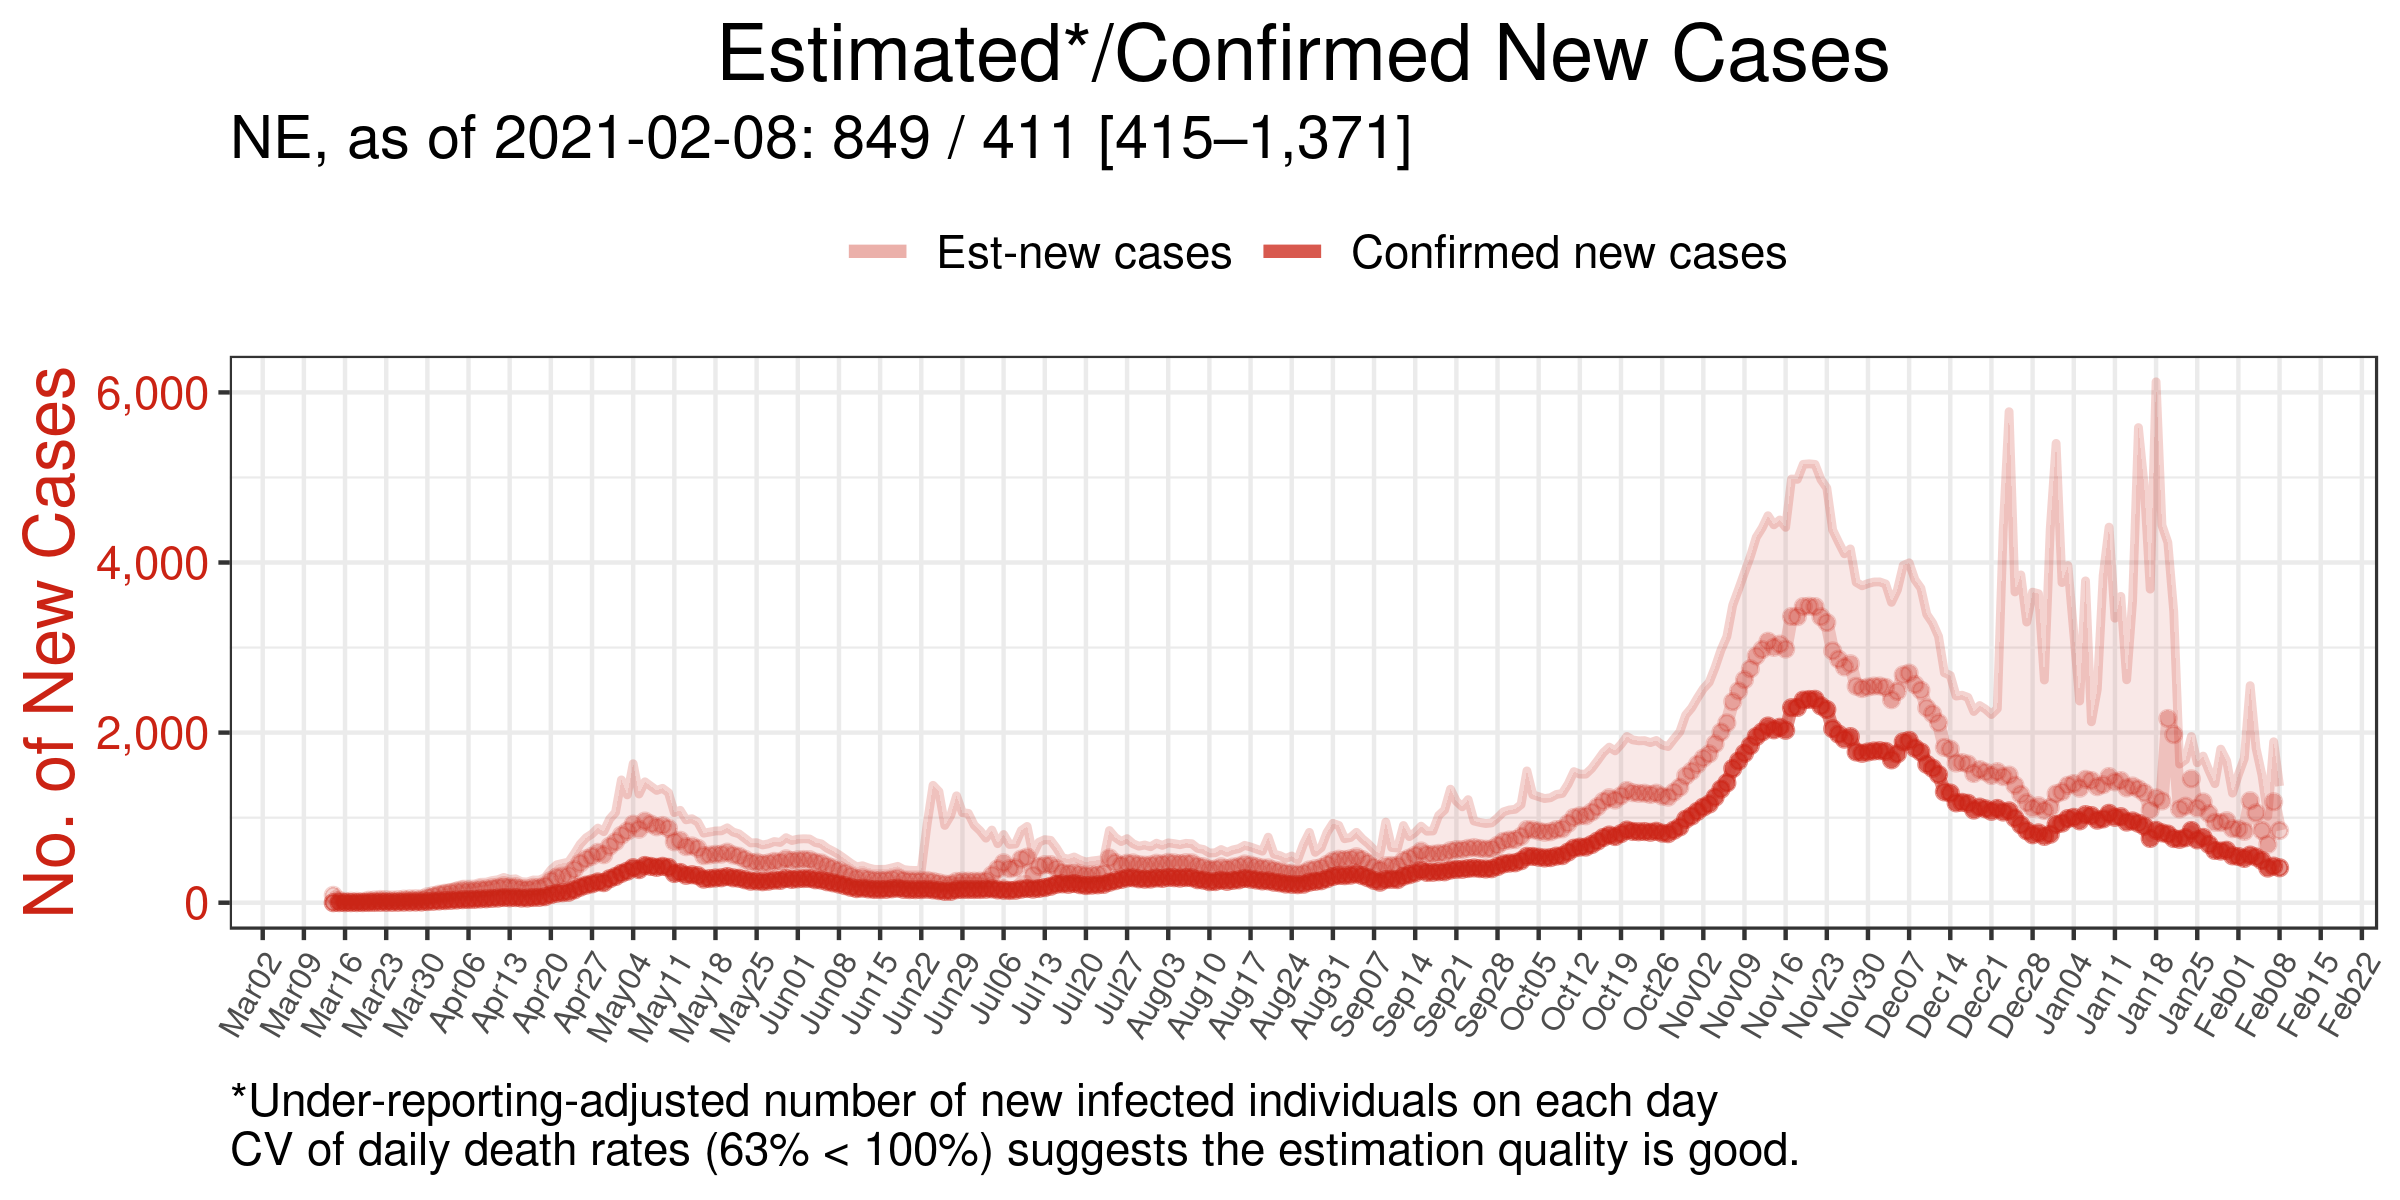 Estimated*/Confirmed New Cases
NE, as of 2021-02-08: 849 / 411 [415–1,371]
Est-new cases Confirmed new cases
No. of New Cases
6,000
4,000
2,000
0
Mar02 Mar09 Mar16 Mar23 Mar30 Apr06 Apr13 Apr20 Apr27 May04 May11 May18 May25 Jun01 Jun08 Jun15 Jun22 Jun29 Jul06 Jul13 Jul20 Jul27 Aug03 Aug10 Aug17 Aug24 Aug31 Sep07 Sep14 Sep21 Sep28 Oct05 Oct12 Oct19 Oct26 Nov02 Nov09 Nov16 Nov23 Nov30 Dec07 Dec14 Dec21 Dec28 Jan04 Jan11 Jan18 Jan25 Feb01 Feb08 Feb15 Feb22
*Under-reporting-adjusted number of new infected individuals on each day
CV of daily death rates (63% < 100%) suggests the estimation quality is good.